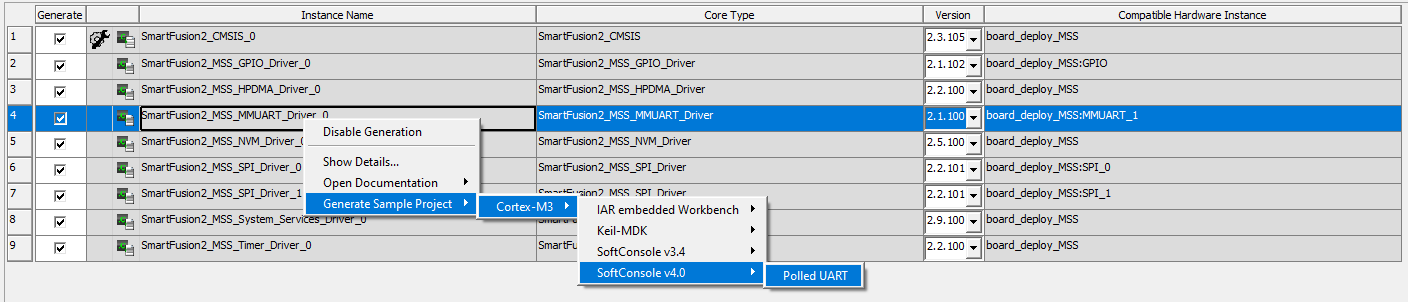 Generate Instance Name Core Type Version Compatible Hardware Instance
1 SmartFusion2_CMSIS_0 SmartFusion2_CMSIS 2.3.105 board_deploy_MSS
2 SmartFusion2_MSS_GPIO_Driver_0 SmartFusion2_MSS_GPIO_Driver 2.1.102 board_deploy_MSS:GPIO
3 SmartFusion2_MSS_HPDMA_Driver_0 SmartFusion2_MSS_HPDMA_Driver 2.2.100 board_deploy_MSS
4 SmartFusion2_MSS_MMUART_Driver_0 SmartFusion2_MSS_MMUART_Driver 2.1.100 board_deploy_MSS:MMUART_1
Disable Generation
5 SmartFusion2_MSS_NVM_Driver_0 SmartFusion2_MSS_NVM_Driver 2.5.100 board_deploy_MSS
Show Details...
6 SmartFusion2_MSS_SPI_Driver_0 SmartFusion2_MSS_SPI_Driver 2.2.101 board_deploy_MSS:SPI_0
Open Documentation
7 SmartFusion2_MSS_SPI_Driver_1 SmartFusion2_MSS_SPI_Driver 2.2.101 board_deploy_MSS:SPI_1
Generate Sample Project Cortex-M3 IAR embedded Workbench
8 SmartFusion2_MSS_System_Services_Driver_0 2.9.100 board_deploy_MSS
Keil-MDK
9 SmartFusion2_MSS_Timer_Driver_0 2.2.100 board_deploy_MSS
SoftConsole v3.4
SoftConsole v4.0 Polled UART